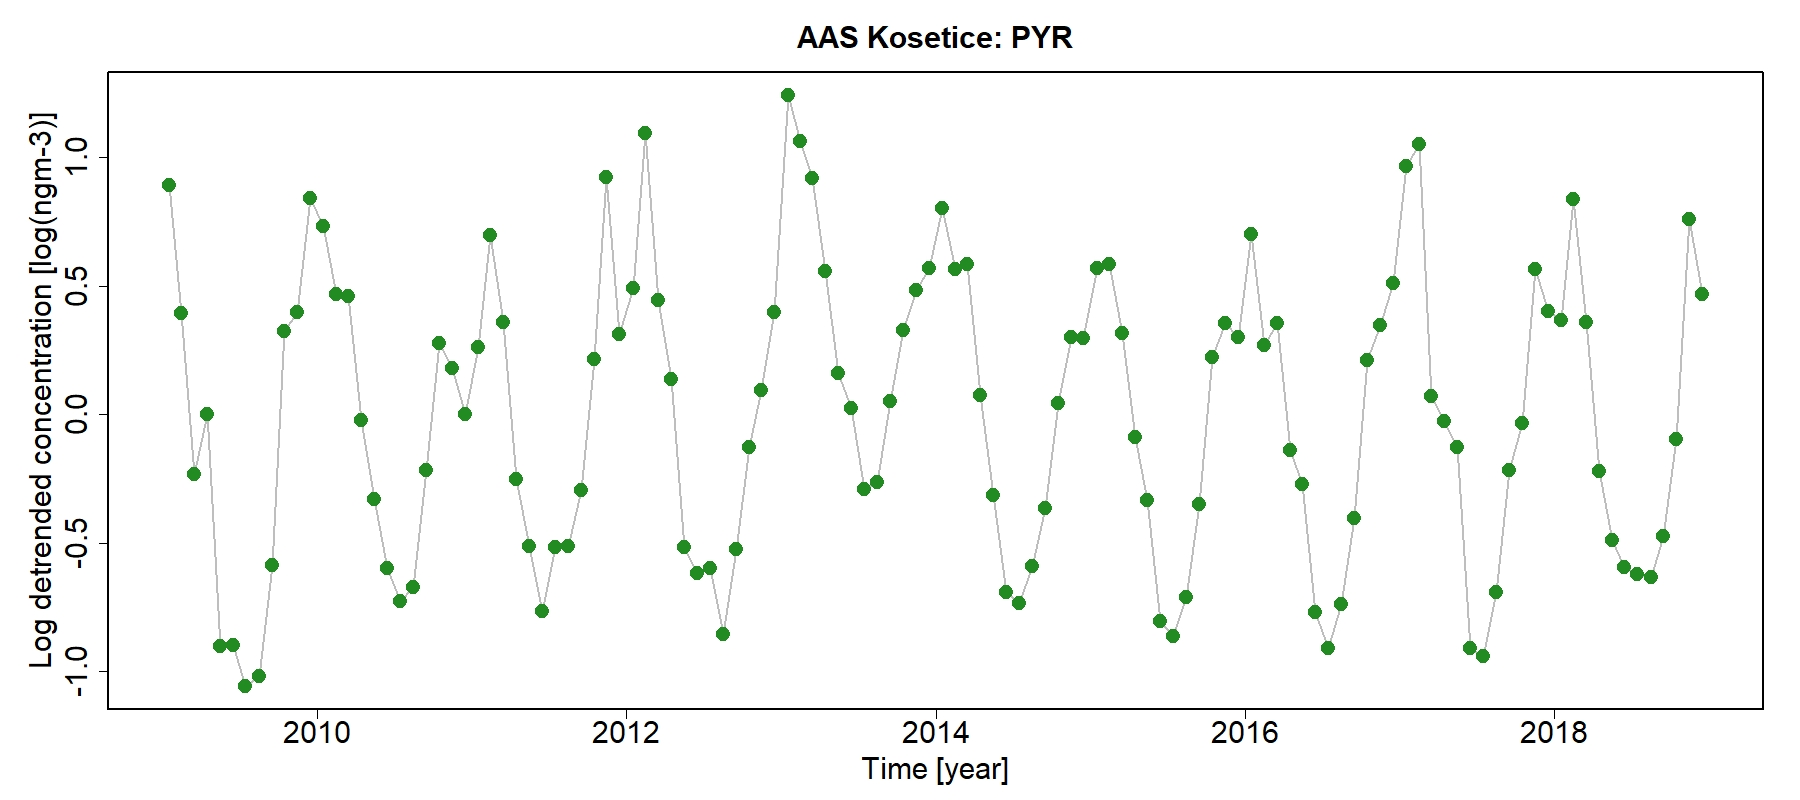 AAS Kosetice: PYR
Log detrended concentration [log(ngm-3)]
1.0
0.5
0.0
-0.5
-1.0
2010 2012 2014 2016 2018
Time [year]